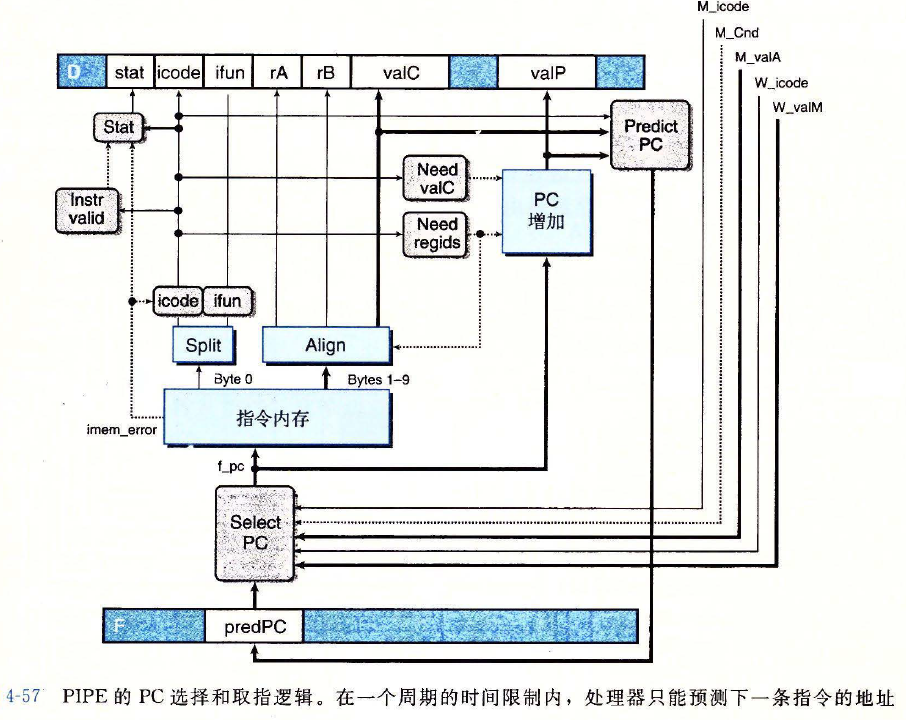 M_icode
M_Cnd
M_valA
W_icode
W_valM
D stat icode ifun rA rB valC valP
Stat
Predict
PC
Need
valC
Instr
valid
PC
增加
Need
regids
icode ifun
Split
Align
Byte 0
Bytes 1–9
指令内存
imem_error
f_pc
Select
PC
F predPC
4-57 PIPE 的 PC 选择和取指逻辑。在一个周期的时间限制内，处理器只能预测下一条指令的地址